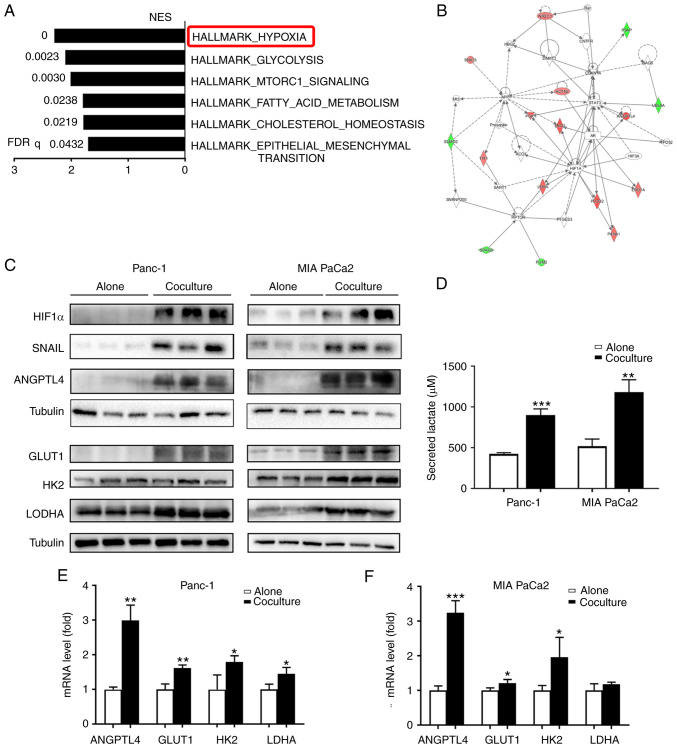 A
NES
0 HALLMARK_HYPOXIA
0.0023 HALLMARK_GLYCOLYSIS
0.0030 HALLMARK_MTORC1_SIGNALING
0.0238 HALLMARK_FATTY_ACID_METABOLISM
0.0219 HALLMARK_CHOLESTEROL_HOMEOSTASIS
FDR q 0.0432 HALLMARK_EPITHELIAL_MESENCHYMAL
TRANSITION
3 2 1 0
B
STAT3
AR
HIF1A
SMARCB1
PTGES3
C
Panc-1 MIA PaCa2
Alone Coculture Alone Coculture
HIF1α
SNAIL
ANGPTL4
Tubulin
GLUT1
HK2
LODHA
Tubulin
D
Alone
Coculture
Secreted lactate (μM)
1500
1000
500
0
*** **
Panc-1 MIA PaCa2
E
Panc-1
Alone
Coculture
mRNA level (fold)
4
3
2
1
0
** ** * *
ANGPTL4 GLUT1 HK2 LDHA
F
MIA PaCa2
Alone
Coculture
mRNA level (fold)
4
3
2
1
0
*** * *
ANGPTL4 GLUT1 HK2 LDHA